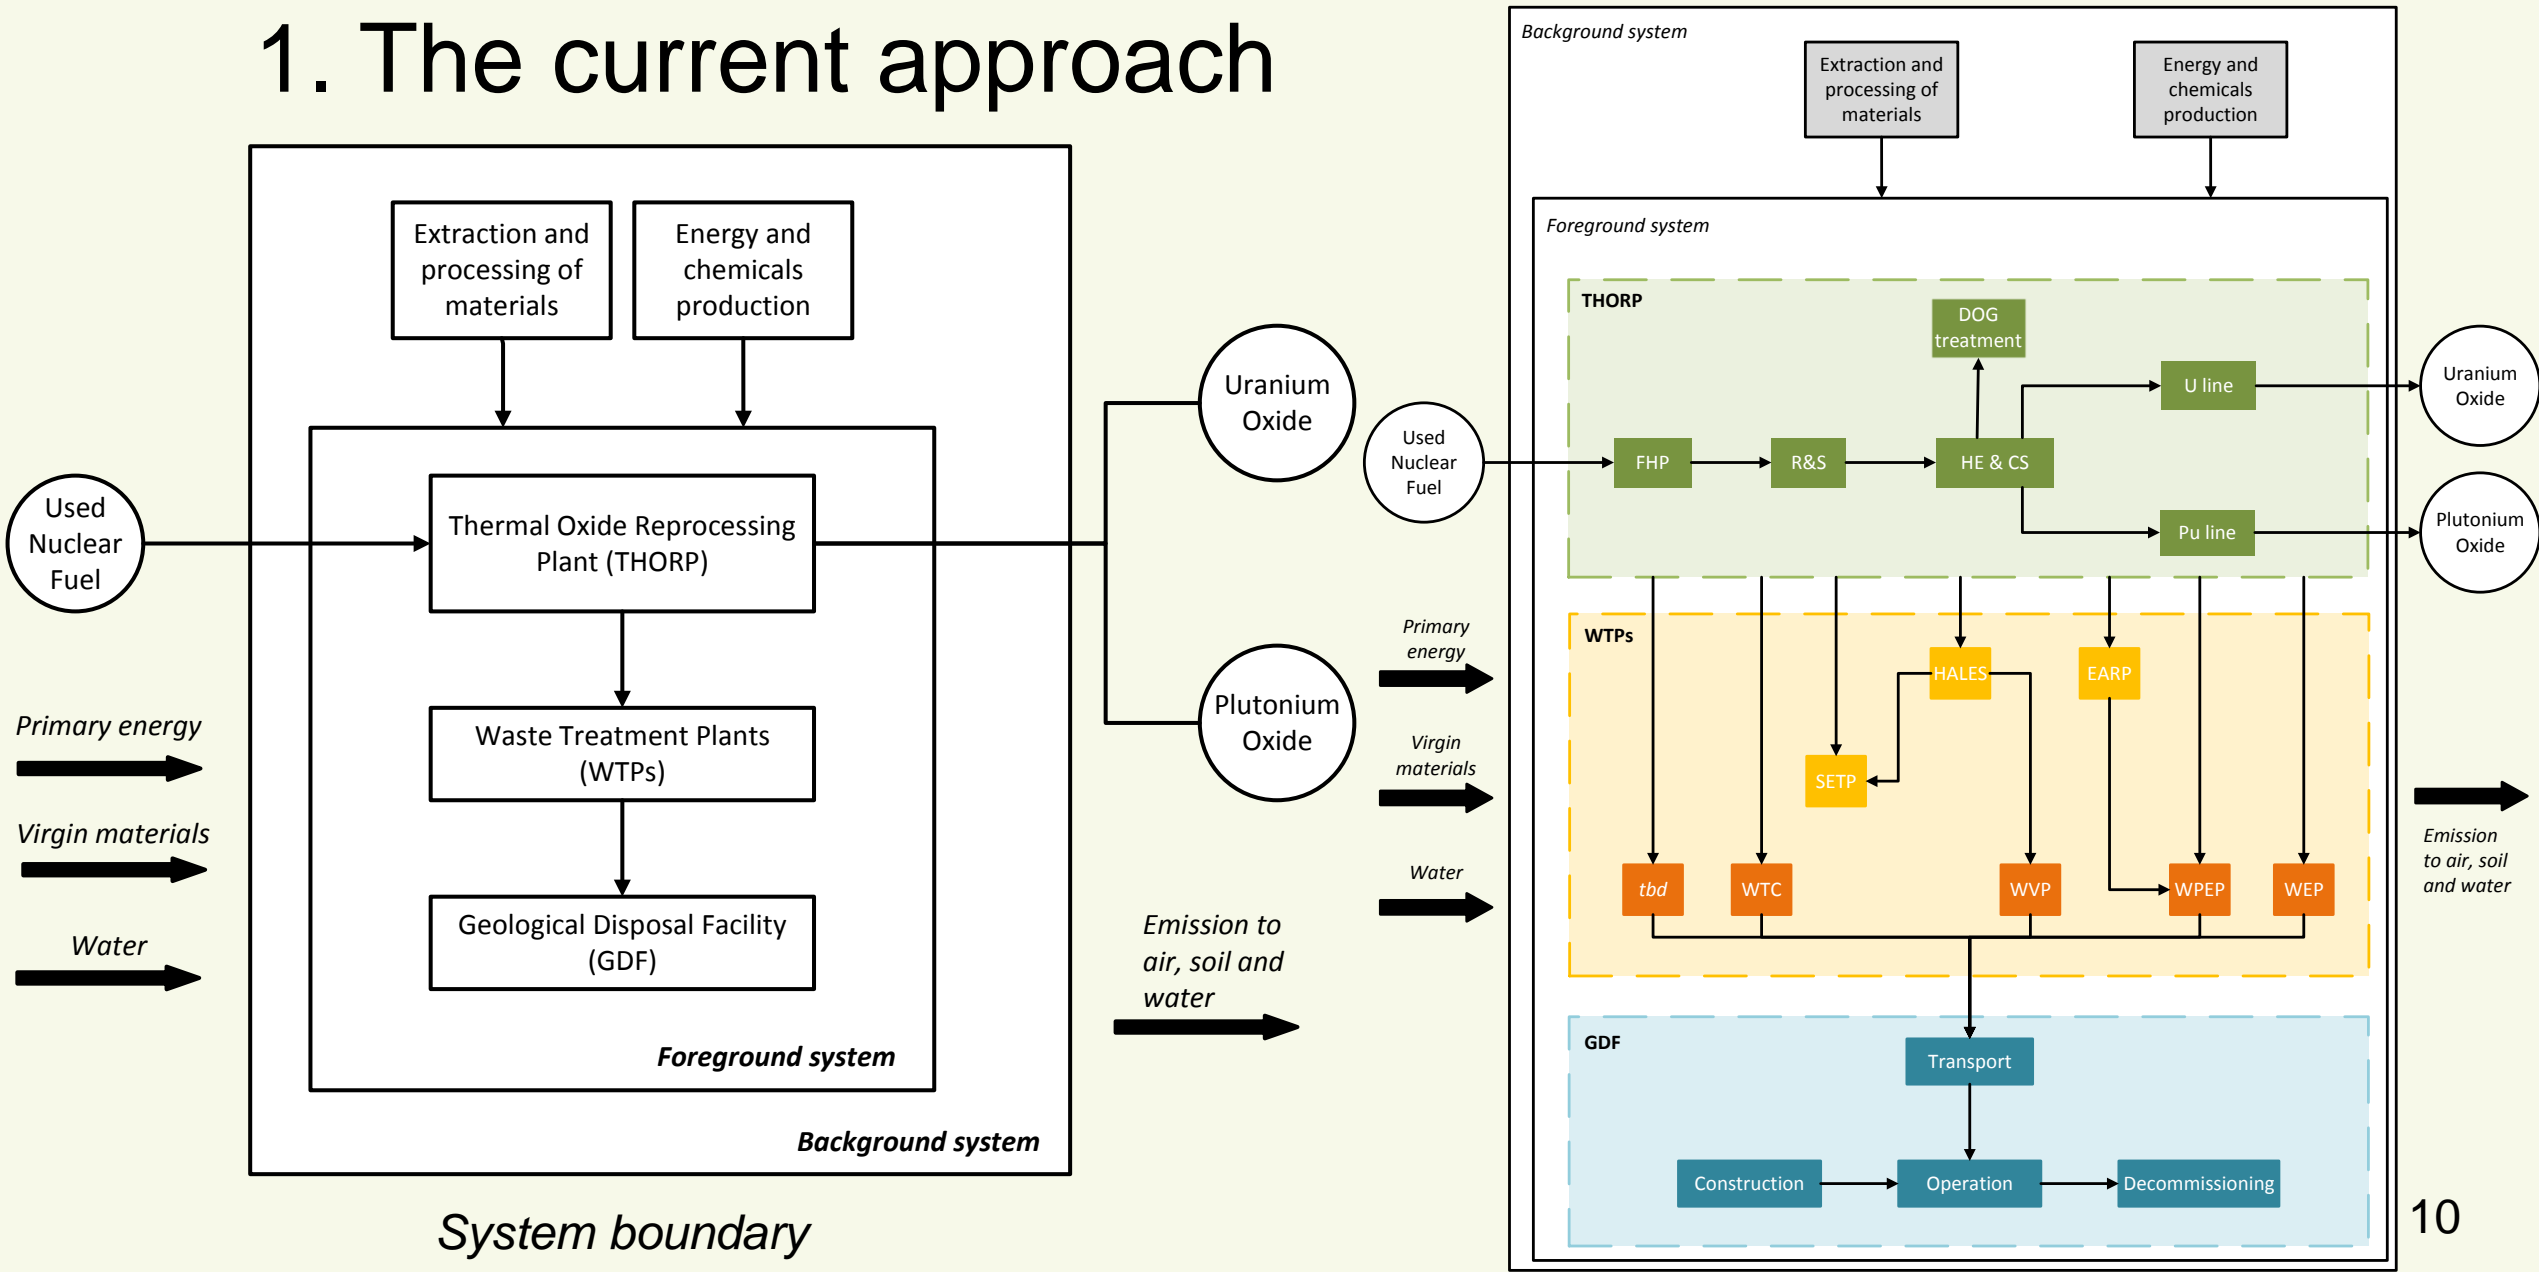 1. The current approach
Extraction and
processing of
materials
Energy and
chemicals
production
Used
Nuclear
Fuel
Thermal Oxide Reprocessing
Plant (THORP)
Waste Treatment Plants
(WTPs)
Geological Disposal Facility
(GDF)
Foreground system
Background system
Uranium
Oxide
Plutonium
Oxide
Primary energy
Virgin materials
Water
Emission to
air, soil and
water
System boundary
Background system
Extraction and
processing of
materials
Energy and
chemicals
production
Foreground system
THORP
DOG
treatment
U line
Used
Nuclear
Fuel
FHP
R&S
HE & CS
Pu line
Uranium
Oxide
Plutonium
Oxide
Primary
energy
Virgin
materials
Water
WTPs
HALES
EARP
SETP
tbd
WTC
WVP
WPEP
WEP
Emission
to air, soil
and water
GDF
Transport
Construction
Operation
Decommissioning
10